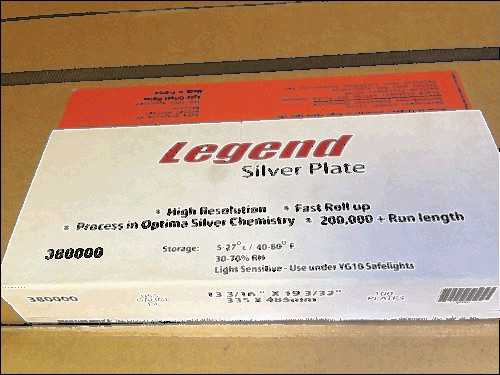 Legend
Silver Plate
* High Resolution * Fast Roll up
* Process in Optima Silver Chemistry * 200,000 + Run length
380000
Storage: 5-27°c / 40-80° F
30-70% RH
Light Sensitive - Use under YG10 Safelights
380000
13 3/16" X 19 3/32"
335 X 485mm
100
PLATES